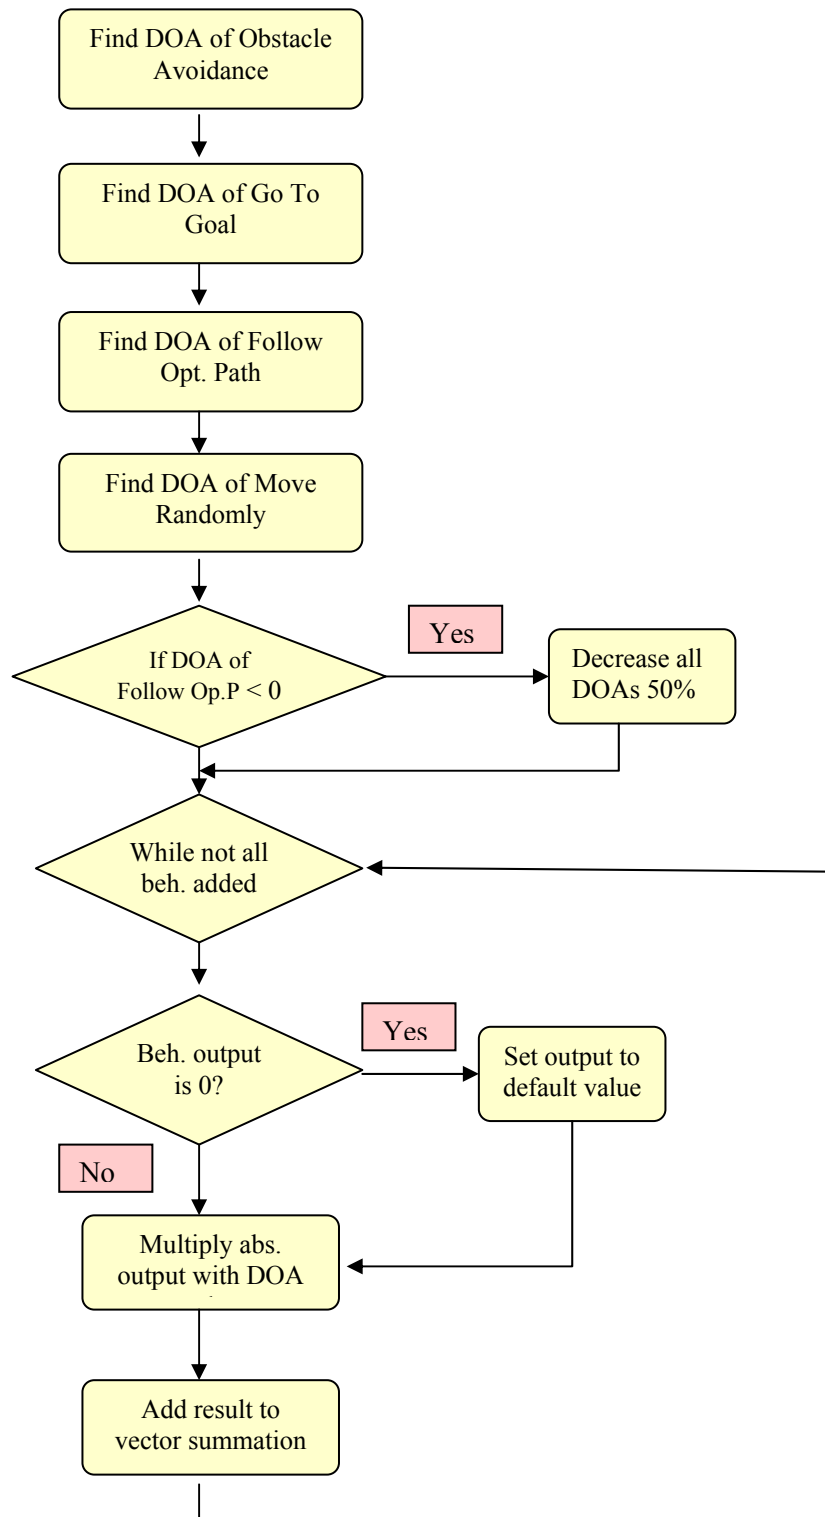 Find DOA of Obstacle
Avoidance
Find DOA of Go To
Goal
Find DOA of Follow
Opt. Path
Find DOA of Move
Randomly
If DOA of
Follow Op.P < 0
Yes
Decrease all
DOAs 50%
While not all
beh. added
Beh. output
is 0?
Yes
Set output to
default value
No
Multiply abs.
output with DOA
Add result to
vector summation